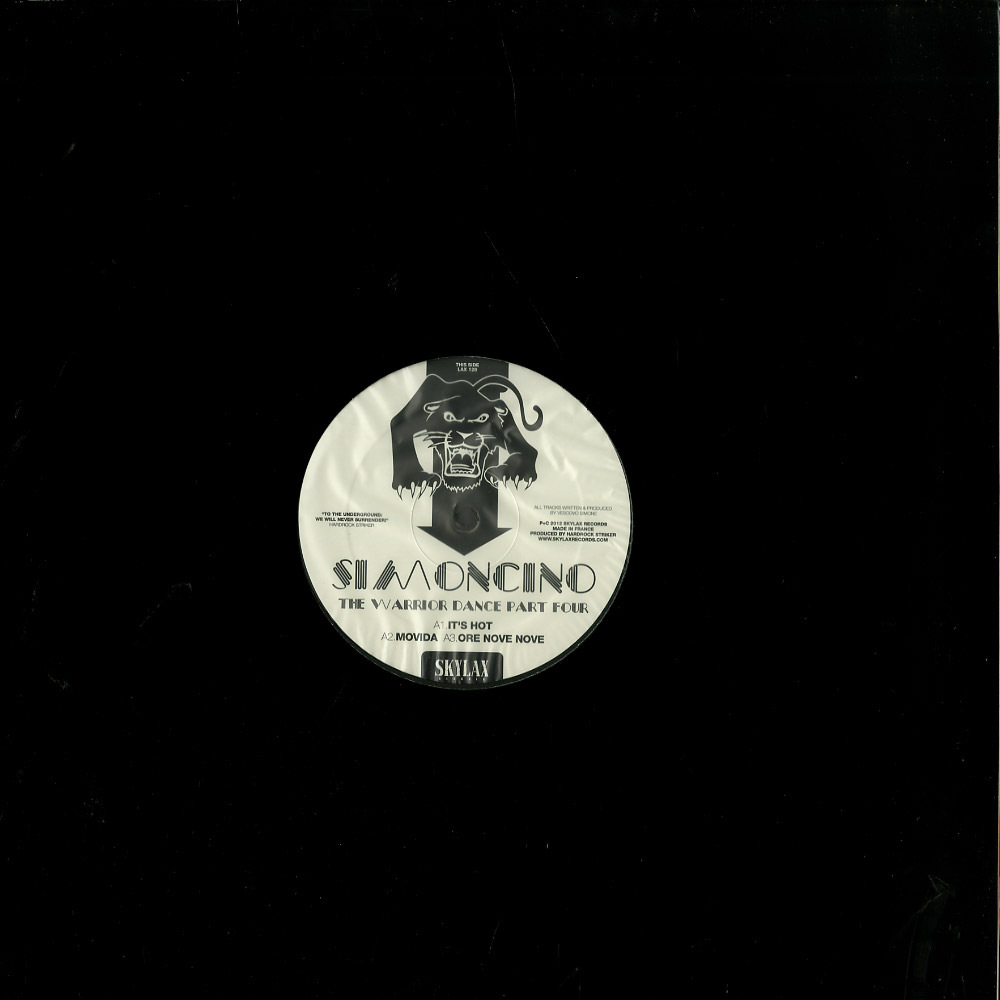 THIS SIDE
LAX 128
"TO THE UNDERGROUND:
WE WILL NEVER SURRENDER!"
HARDROCK STRIKER
ALL TRACKS WRITTEN & PRODUCED
BY VESCOVO SIMONE
P+C 2012 SKYLAX RECORDS
MADE IN FRANCE
PRODUCED BY HARDROCK STRIKER
WWW.SKYLAXRECORDS.COM
SIMONCINO
THE WARRIOR DANCE PART FOUR
A1.IT'S HOT
A2.MOVIDA A3.ORE NOVE NOVE
SKYLAX